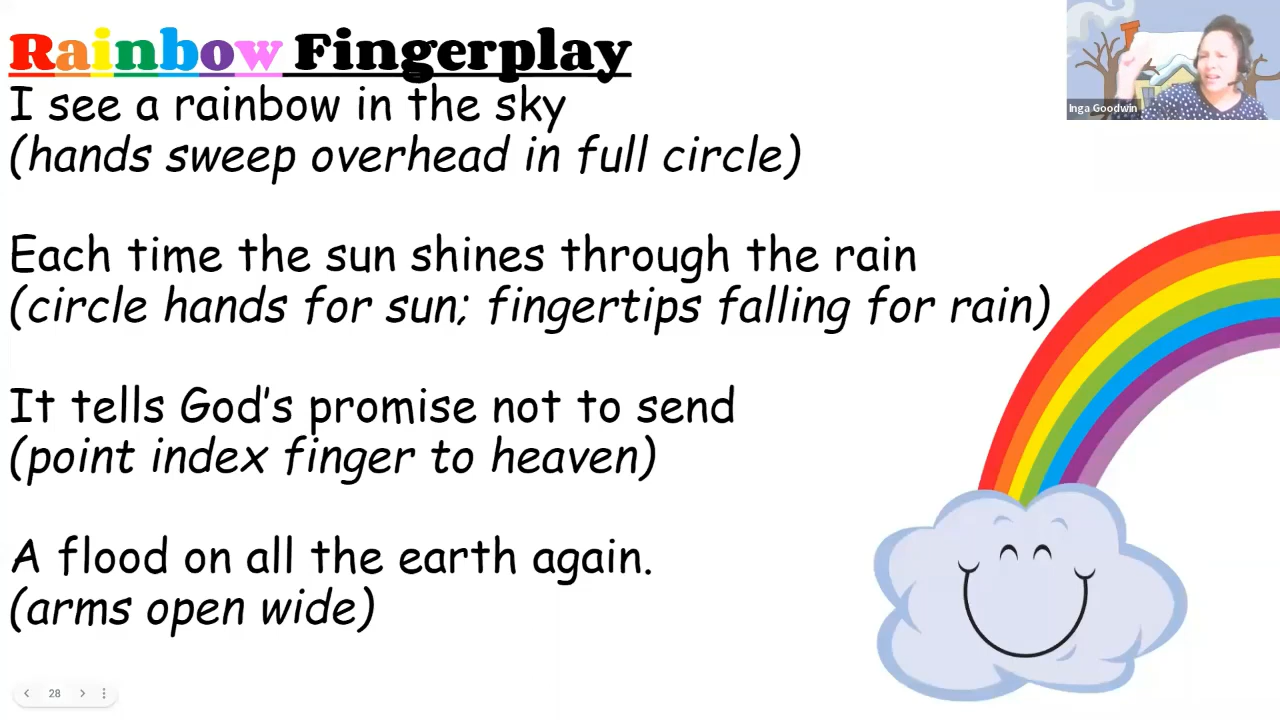 Rainbow Fingerplay
I see a rainbow in the sky
(hands sweep overhead in full circle)
Each time the sun shines through the rain
(circle hands for sun; fingertips falling for rain)
It tells God's promise not to send
(point index finger to heaven)
A flood on all the earth again.
(arms open wide)
Inga Goodwin
28